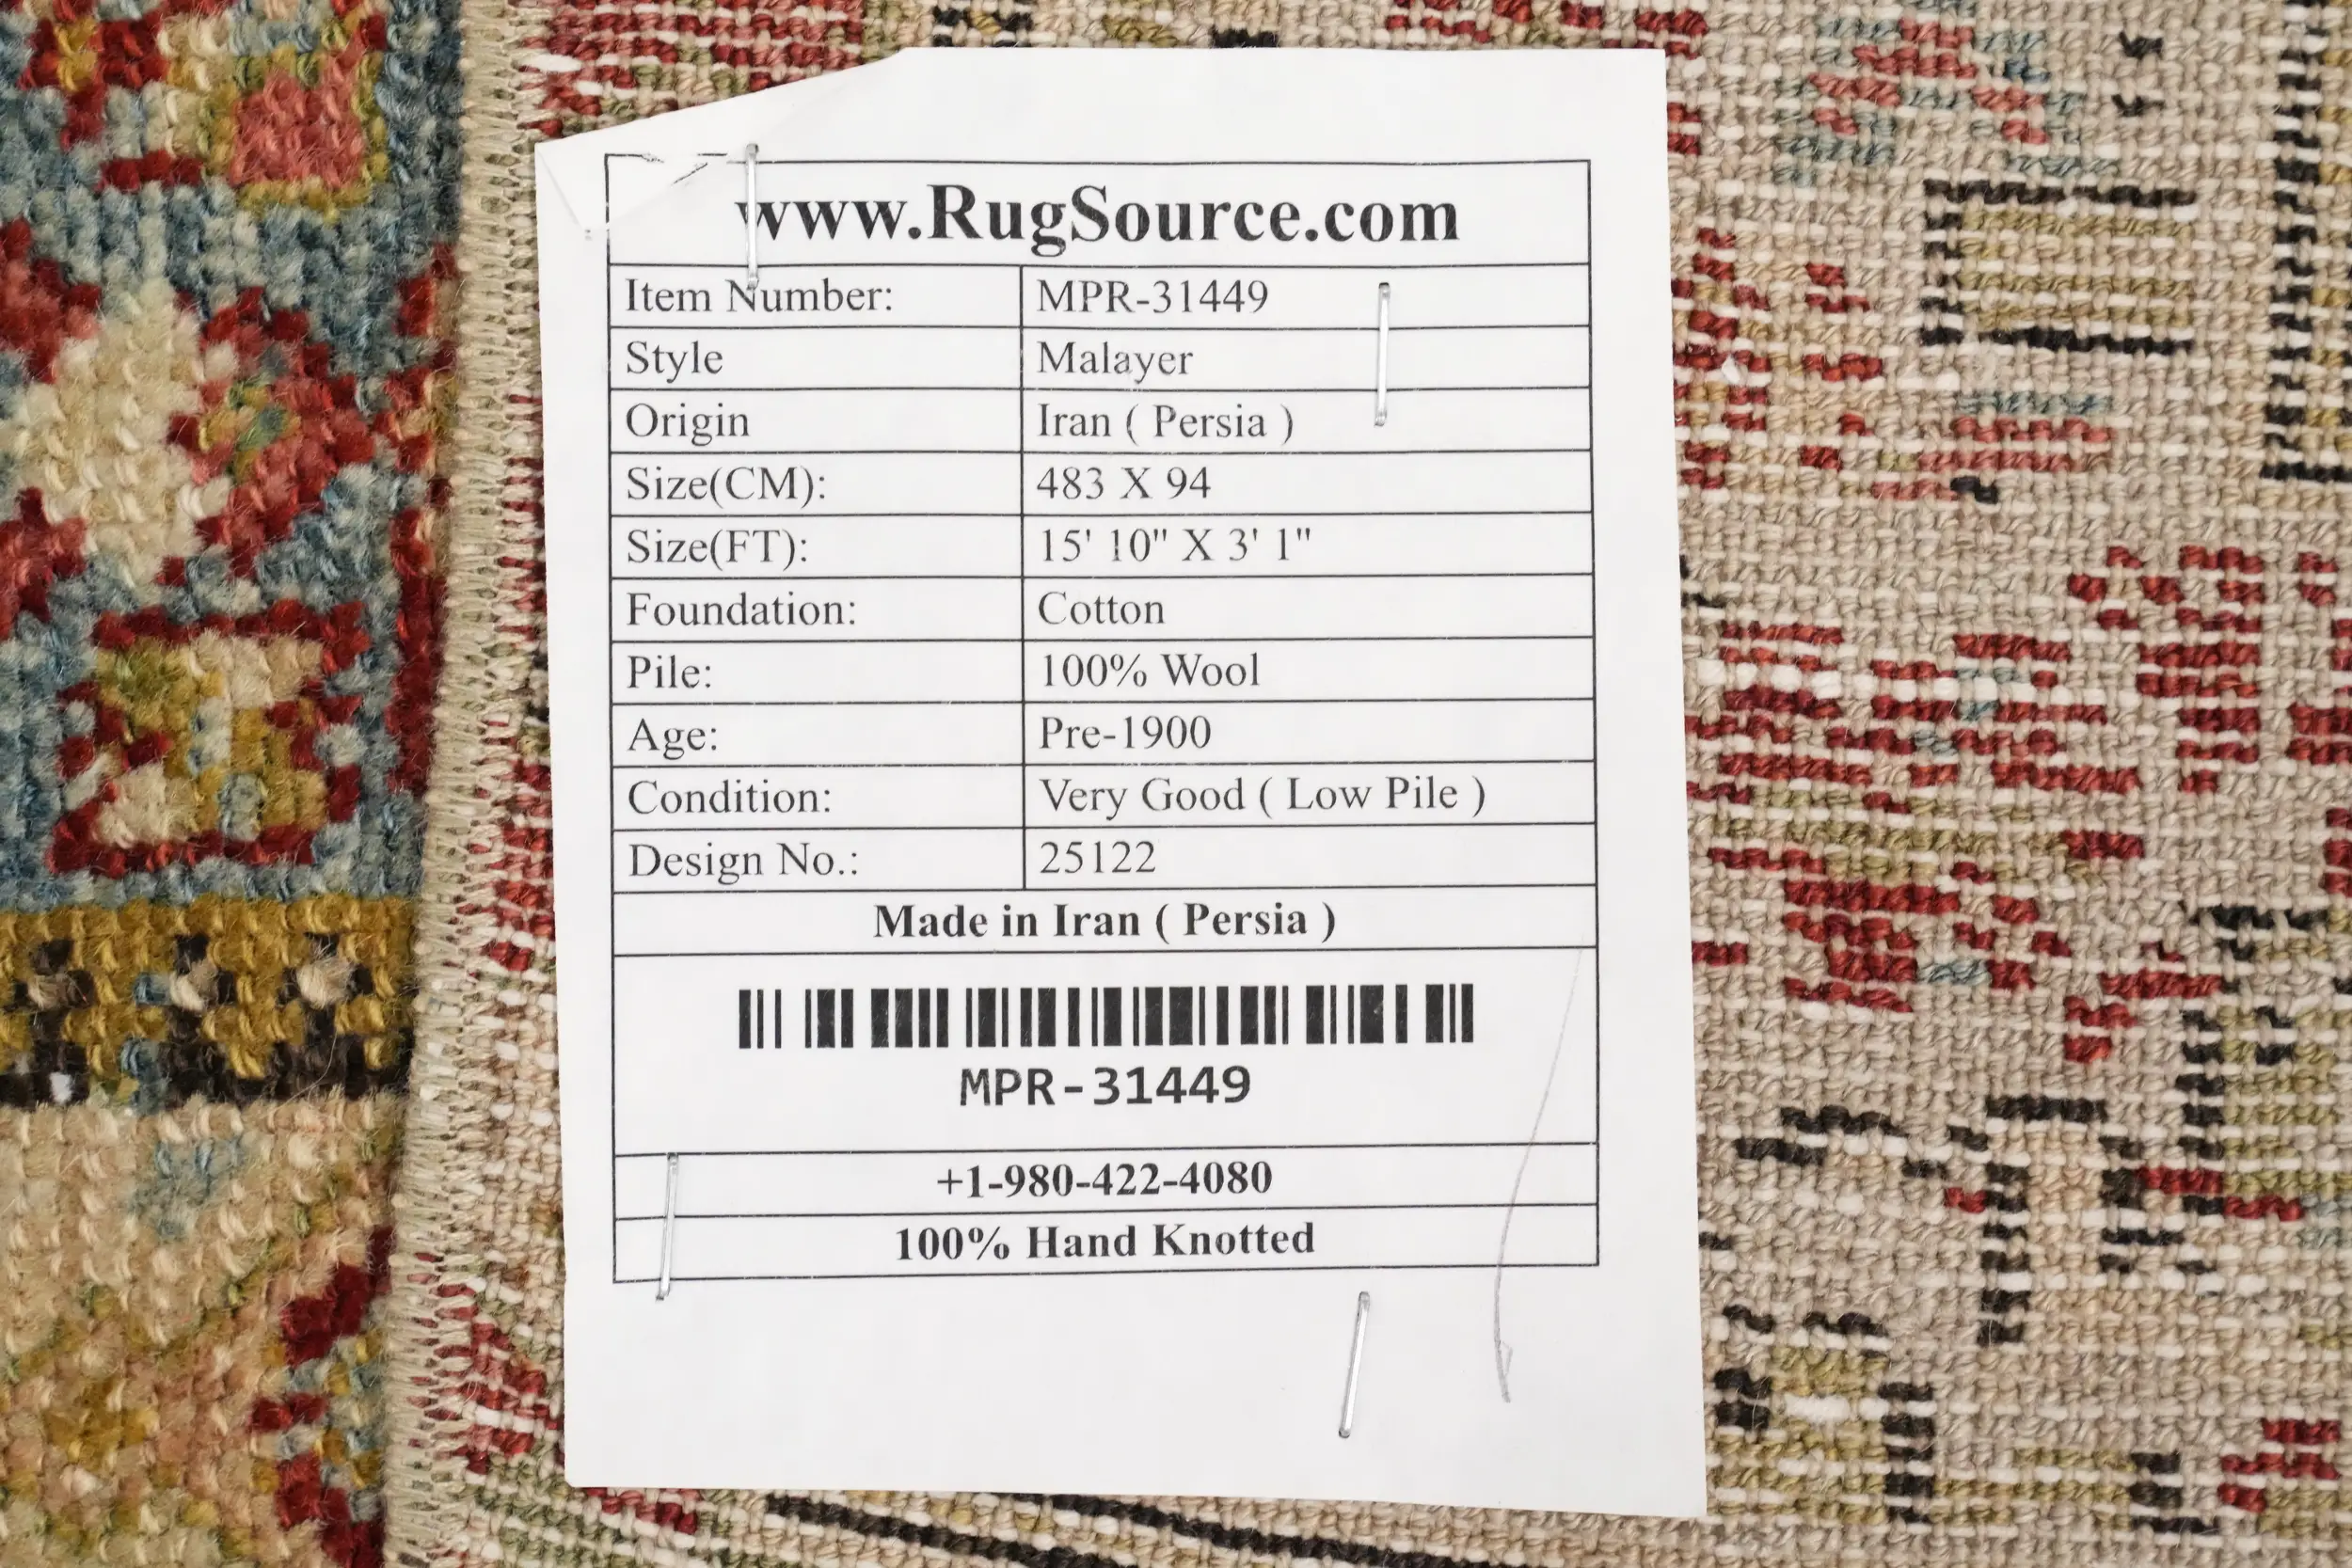 www.RugSource.com
Item Number: MPR-31449
Style Malayer
Origin Iran ( Persia )
Size(CM): 483 X 94
Size(FT): 15' 10" X 3' 1"
Foundation: Cotton
Pile: 100% Wool
Age: Pre-1900
Condition: Very Good ( Low Pile )
Design No.: 25122
Made in Iran ( Persia )
MPR-31449
+1-980-422-4080
100% Hand Knotted